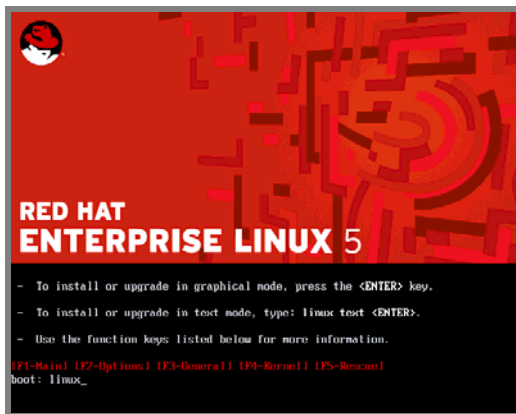 RED HAT
ENTERPRISE LINUX 5
- To install or upgrade in graphical mode, press the <ENTER> key.
- To install or upgrade in text mode, type: linux text <ENTER>.
- Use the function keys listed below for more information.
[F1-Main] [F2-Options] [F3-General] [F4-Kernel] [F5-Rescue]
boot: linux_